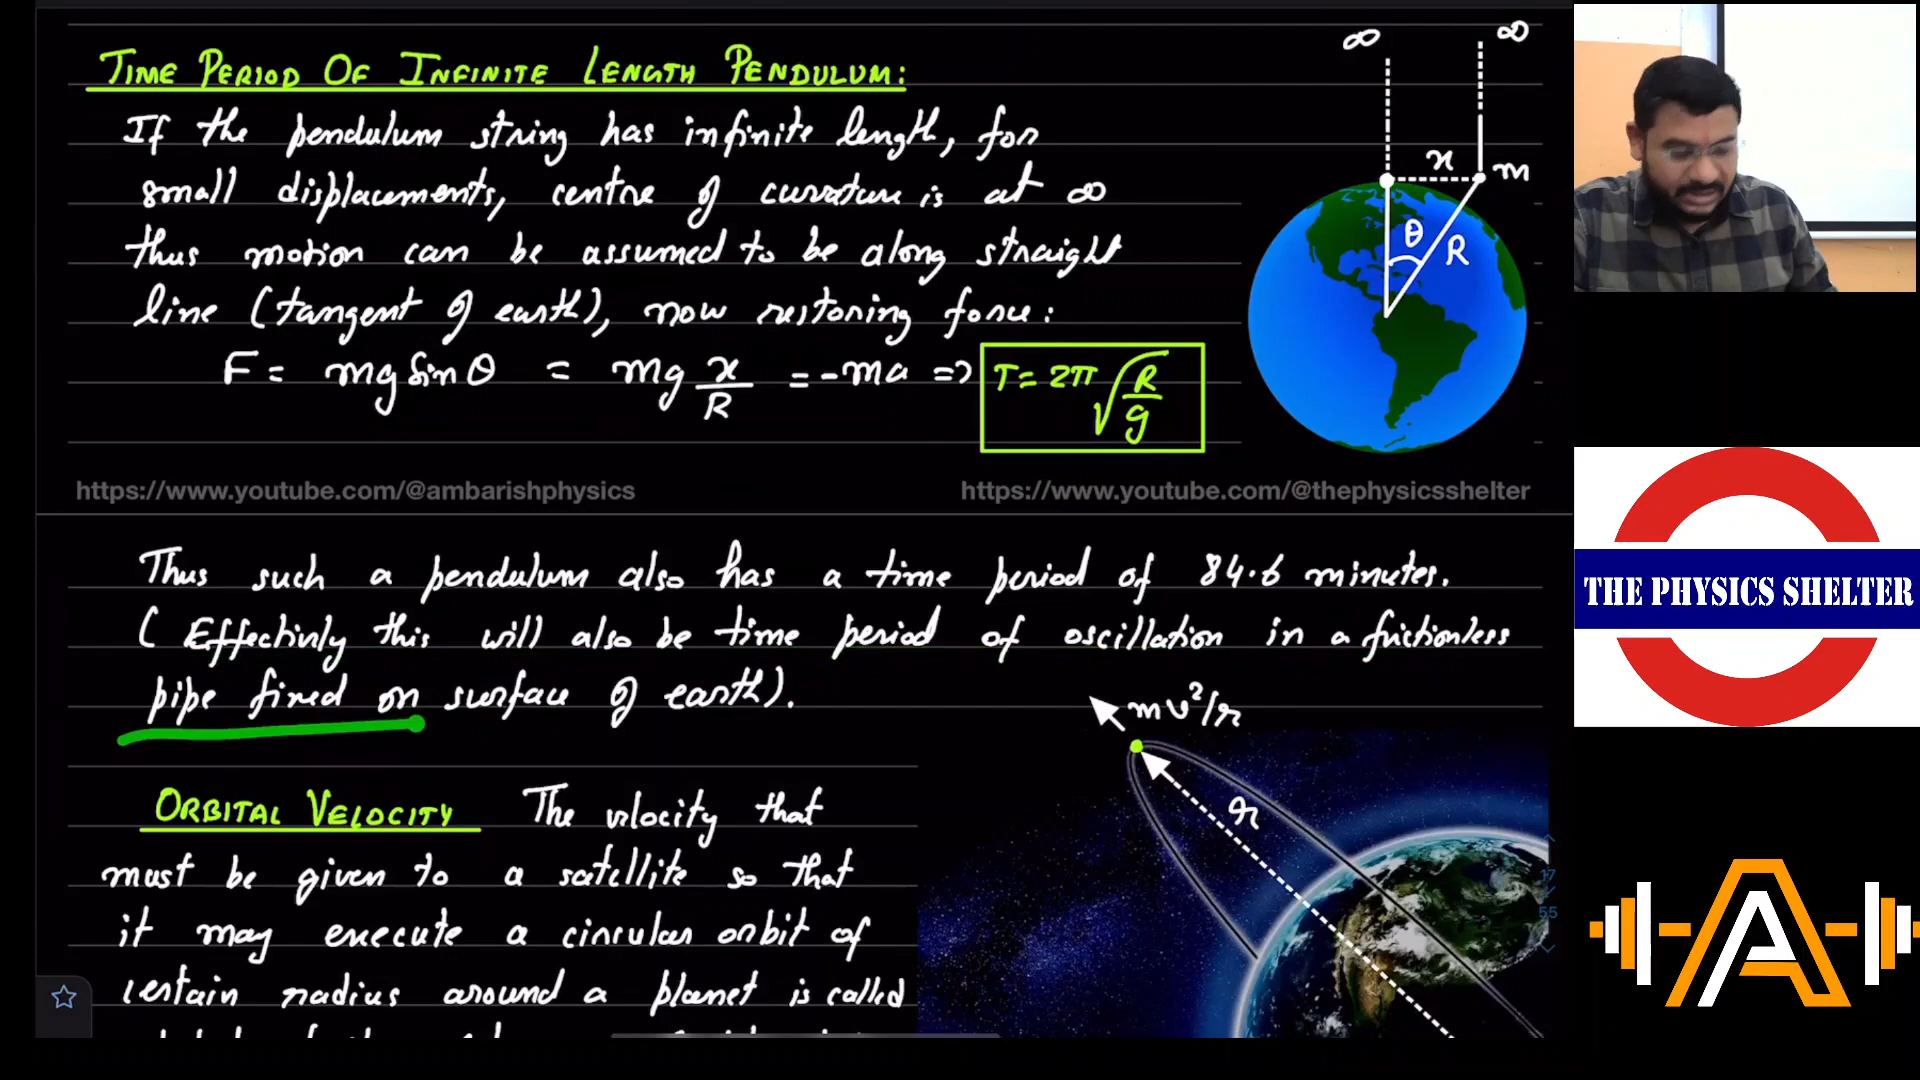 TIME PERIOD OF INFINITE LENGTH PENDULUM:
If the pendulum string has infinite length, for
small displacements, centre of curvature is at ∞
thus motion can be assumed to be along straight
line (tangent of earth), now restoring force:
F = mg Sin θ = mg x/R = -ma => T = 2π √(R/g)
∞ ∞
x m
θ R
https://www.youtube.com/@ambarishphysics
https://www.youtube.com/@thephysicsshelter
Thus such a pendulum also has a time period of 84.6 minutes.
(Effectivly this will also be time period of oscillation in a frictionless
pipe fixed on surface of earth).
mv²/r
r
ORBITAL VELOCITY The velocity that
must be given to a satellite so that
it may execute a circular orbit of
certain radius around a planet is called
17
55
THE PHYSICS SHELTER
A